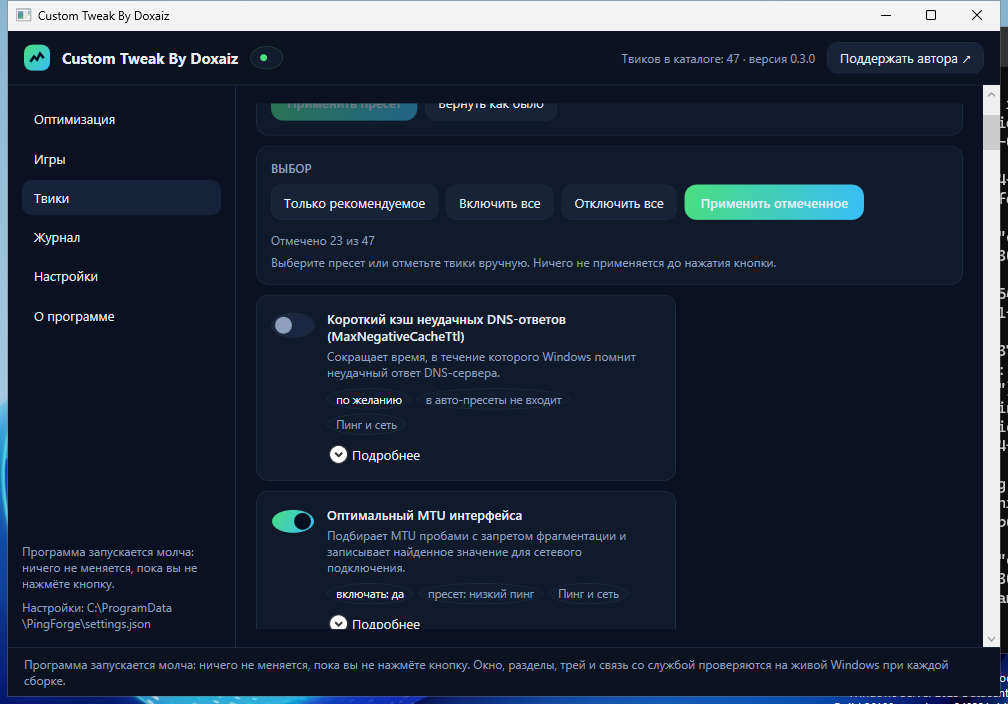 Custom Tweak By Doxaiz
Custom Tweak By Doxaiz
Твиков в каталоге: 47 · версия 0.3.0
Поддержать автора ↗
Оптимизация
Игры
Твики
Журнал
Настройки
О программе
Программа запускается молча:
ничего не меняется, пока вы не
нажмёте кнопку.
Настройки: C:\ProgramData
\PingForge\settings.json
Применить пресет
Вернуть как было
ВЫБОР
Только рекомендуемое
Включить все
Отключить все
Применить отмеченное
Отмечено 23 из 47
Выберите пресет или отметьте твики вручную. Ничего не применяется до нажатия кнопки.
Короткий кэш неудачных DNS-ответов
(MaxNegativeCacheTtl)
Сокращает время, в течение которого Windows помнит
неудачный ответ DNS-сервера.
по желанию
в авто-пресеты не входит
Пинг и сеть
Подробнее
Оптимальный MTU интерфейса
Подбирает MTU пробами с запретом фрагментации и
записывает найденное значение для сетевого
подключения.
включать: да
пресет: низкий пинг
Пинг и сеть
Подробнее
Программа запускается молча: ничего не меняется, пока вы не нажмёте кнопку. Окно, разделы, трей и связь со службой проверяются на живой Windows при каждой
сборке.